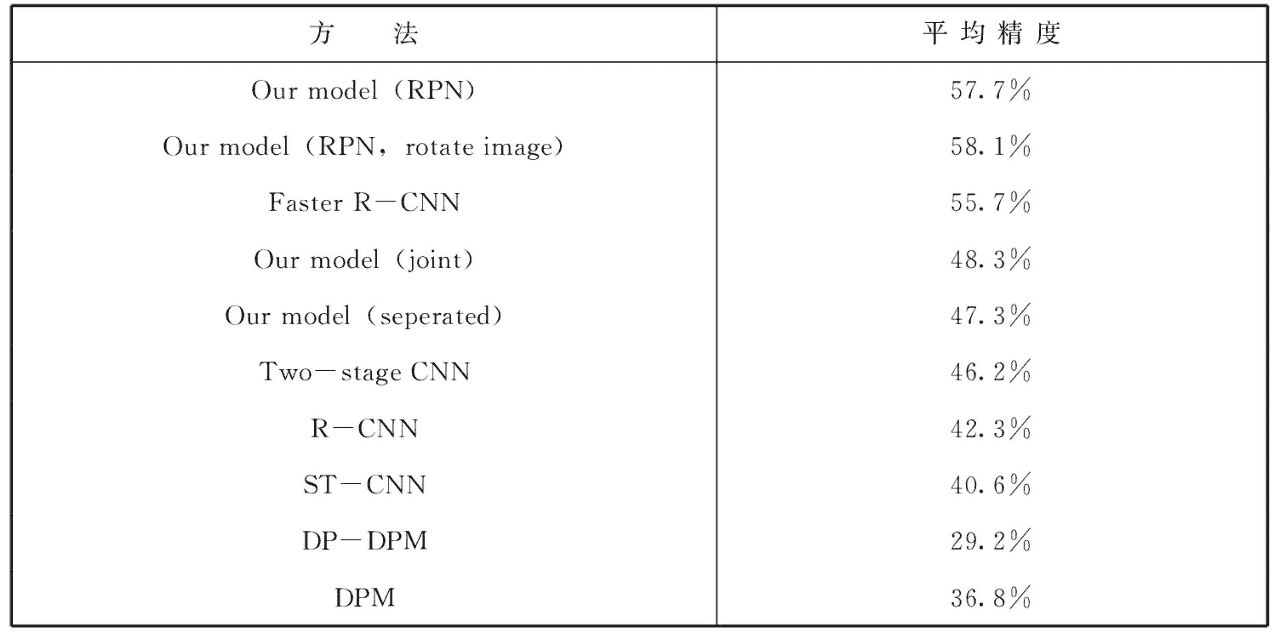 方 法 平均精度
Our model (RPN) 57.7%
Our model (RPN, rotate image) 58.1%
Faster R-CNN 55.7%
Our model (joint) 48.3%
Our model (seperated) 47.3%
Two-stage CNN 46.2%
R-CNN 42.3%
ST-CNN 40.6%
DP-DPM 29.2%
DPM 36.8%